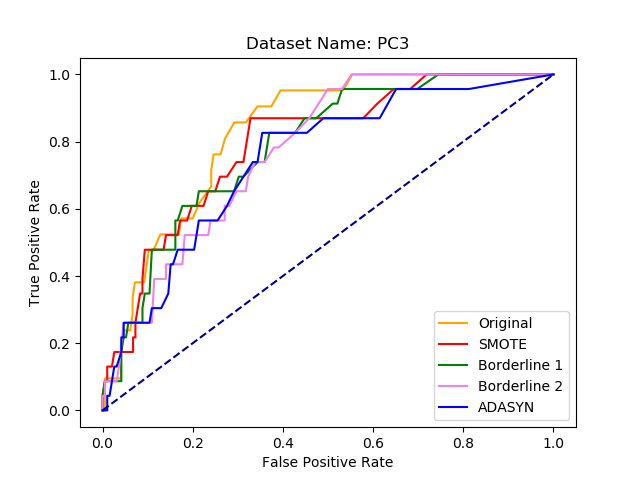 Dataset Name: PC3
True Positive Rate
1.0
0.8
0.6
0.4
0.2
0.0
0.0 0.2 0.4 0.6 0.8 1.0
False Positive Rate
Original
SMOTE
Borderline 1
Borderline 2
ADASYN